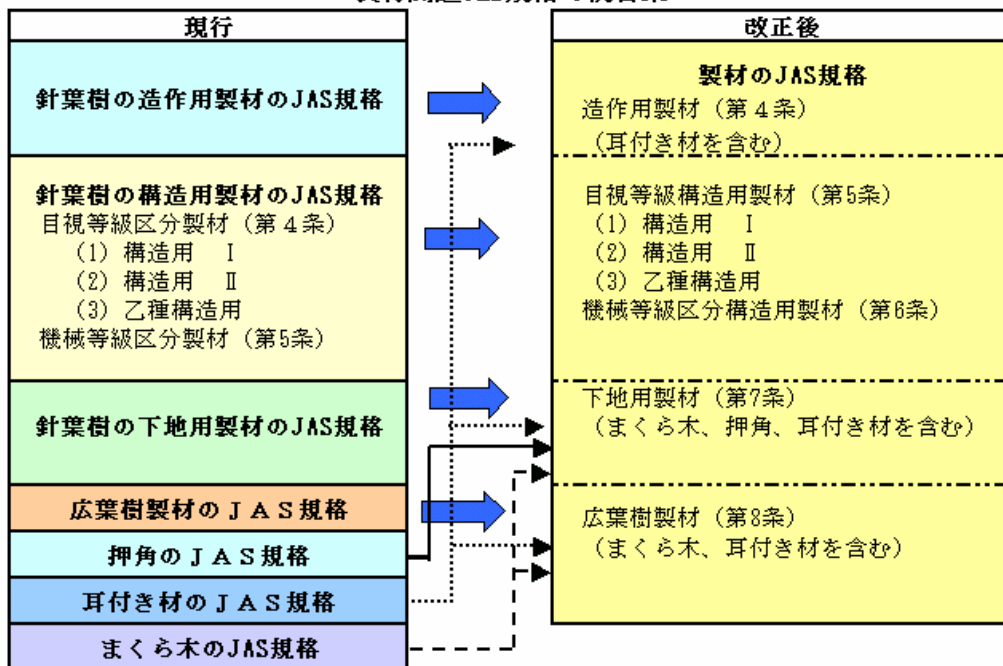 現行
針葉樹の造作用製材のJAS規格
針葉樹の構造用製材のJAS規格
目視等級区分製材（第４条）
（1）構造用　Ⅰ
（2）構造用　Ⅱ
（3）乙種構造用
機械等級区分製材（第5条）
針葉樹の下地用製材のJAS規格
広葉樹製材のＪＡＳ規格
押角のＪＡＳ規格
耳付き材のＪＡＳ規格
まくら木のJAS規格
改正後
製材のJAS規格
造作用製材（第４条）
（耳付き材を含む）
目視等級構造用製材（第5条）
（1）構造用　Ⅰ
（2）構造用　Ⅱ
（3）乙種構造用
機械等級区分構造用製材（第6条）
下地用製材（第7条）
（まくら木、押角、耳付き材を含む）
広葉樹製材（第8条）
（まくら木、耳付き材を含む）